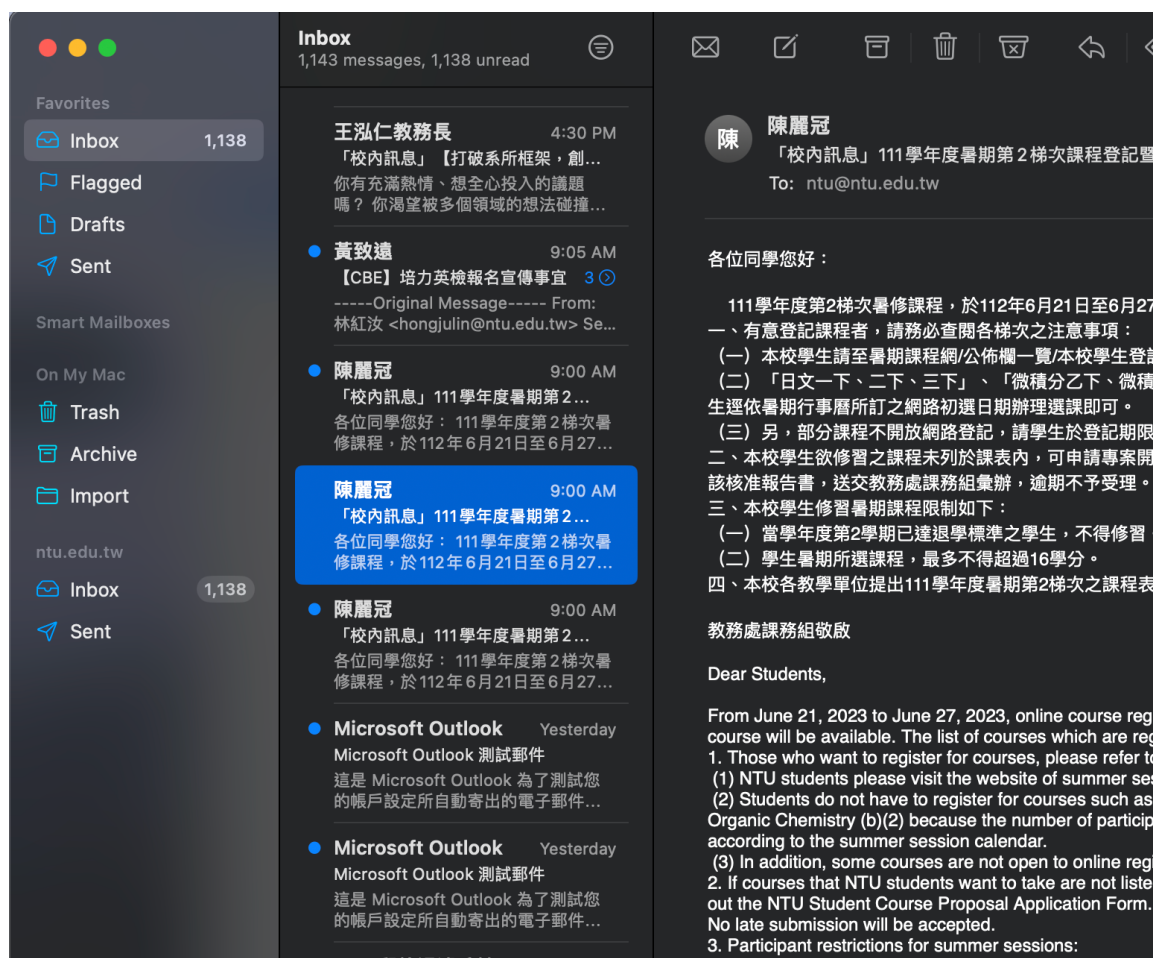 Favorites
Inbox 1,138
Flagged
Drafts
Sent
Smart Mailboxes
On My Mac
Trash
Archive
Import
ntu.edu.tw
Inbox 1,138
Sent
Inbox
1,143 messages, 1,138 unread
王泓仁教務長 4:30 PM
「校內訊息」【打破系所框架，創...
你有充滿熱情、想全心投入的議題
嗎？ 你渴望被多個領域的想法碰撞...
黃致遠 9:05 AM
【CBE】培力英檢報名宣傳事宜 3
-----Original Message----- From:
林紅汝 <hongjulin@ntu.edu.tw> Se...
陳麗冠 9:00 AM
「校內訊息」111學年度暑期第2...
各位同學您好： 111學年度第2梯次暑
修課程，於112年6月21日至6月27...
陳麗冠 9:00 AM
「校內訊息」111學年度暑期第2...
各位同學您好： 111學年度第2梯次暑
修課程，於112年6月21日至6月27...
陳麗冠 9:00 AM
「校內訊息」111學年度暑期第2...
各位同學您好： 111學年度第2梯次暑
修課程，於112年6月21日至6月27...
Microsoft Outlook Yesterday
Microsoft Outlook 測試郵件
這是 Microsoft Outlook 為了測試您
的帳戶設定所自動寄出的電子郵件...
Microsoft Outlook Yesterday
Microsoft Outlook 測試郵件
這是 Microsoft Outlook 為了測試您
的帳戶設定所自動寄出的電子郵件...
陳
陳麗冠
「校內訊息」111學年度暑期第2梯次課程登記暨
To: ntu@ntu.edu.tw
各位同學您好：
111學年度第2梯次暑修課程，於112年6月21日至6月27
一、有意登記課程者，請務必查閱各梯次之注意事項：
（一）本校學生請至暑期課程網/公佈欄一覽/本校學生登記
（二）「日文一下、二下、三下」、「微積分乙下、微積
生逕依暑期行事曆所訂之網路初選日期辦理選課即可。
（三）另，部分課程不開放網路登記，請學生於登記期限
二、本校學生欲修習之課程未列於課表內，可申請專案開
該核准報告書，送交教務處課務組彙辦，逾期不予受理。
三、本校學生修習暑期課程限制如下：
（一）當學年度第2學期已達退學標準之學生，不得修習
（二）學生暑期所選課程，最多不得超過16學分。
四、本校各教學單位提出111學年度暑期第2梯次之課程表
教務處課務組敬啟
Dear Students,
From June 21, 2023 to June 27, 2023, online course reg
course will be available. The list of courses which are reg
1. Those who want to register for courses, please refer to
(1) NTU students please visit the website of summer ses
(2) Students do not have to register for courses such as
Organic Chemistry (b)(2) because the number of particip
according to the summer session calendar.
(3) In addition, some courses are not open to online regi
2. If courses that NTU students want to take are not liste
out the NTU Student Course Proposal Application Form.
No late submission will be accepted.
3. Participant restrictions for summer sessions: